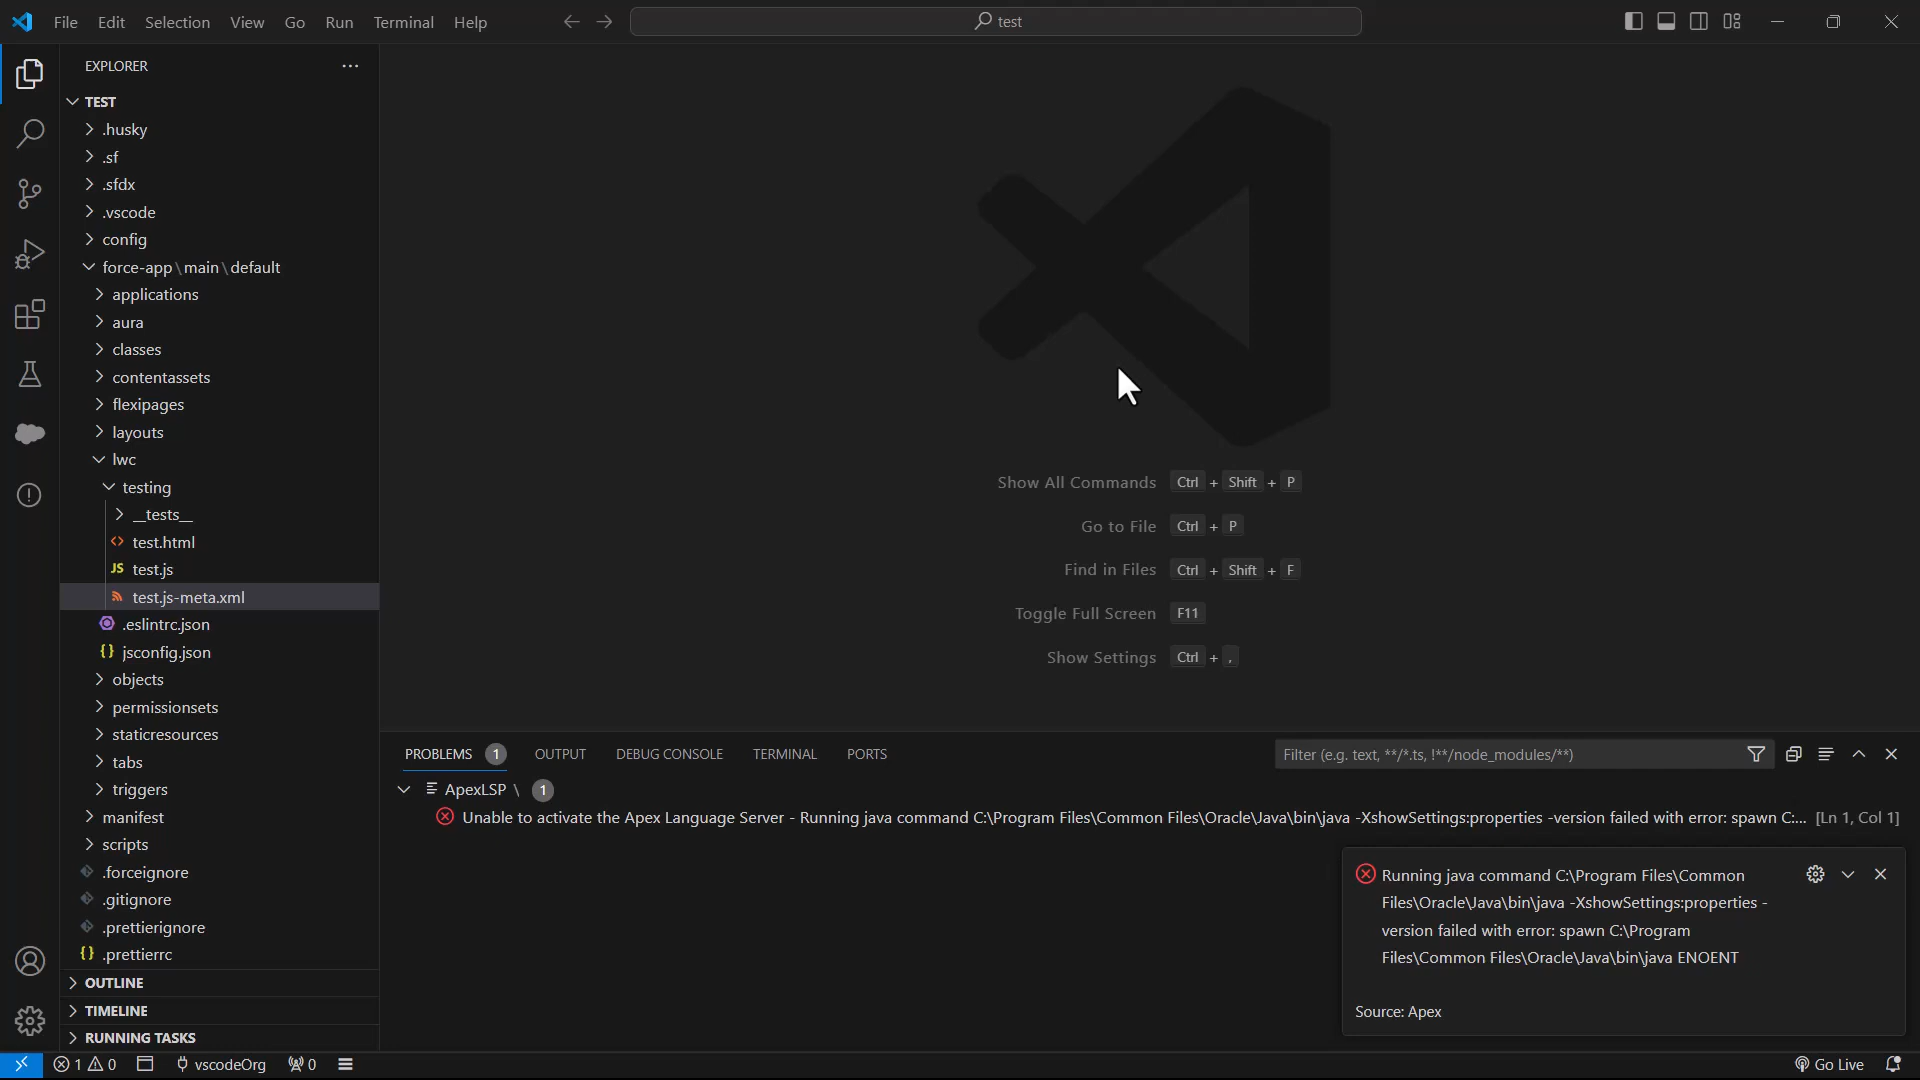 File Edit Selection View Go Run Terminal Help
test
EXPLORER ...
TEST
.husky
.sf
.sfdx
.vscode
config
force-app\main\default
applications
aura
classes
contentassets
flexipages
layouts
lwc
testing
__tests__
<> test.html
JS test.js
test.js-meta.xml
.eslintrc.json
{} jsconfig.json
objects
permissionsets
staticresources
tabs
triggers
manifest
scripts
.forceignore
.gitignore
.prettierignore
{} .prettierrc
OUTLINE
TIMELINE
RUNNING TASKS
Show All Commands Ctrl + Shift + P
Go to File Ctrl + P
Find in Files Ctrl + Shift + F
Toggle Full Screen F11
Show Settings Ctrl + ,
PROBLEMS 1 OUTPUT DEBUG CONSOLE TERMINAL PORTS
Filter (e.g. text, **/*.ts, !**/node_modules/**)
ApexLSP \ 1
Unable to activate the Apex Language Server - Running java command C:\Program Files\Common Files\Oracle\Java\bin\java -XshowSettings:properties -version failed with error: spawn C:... [Ln 1, Col 1]
Running java command C:\Program Files\Common
Files\Oracle\Java\bin\java -XshowSettings:properties -
version failed with error: spawn C:\Program
Files\Common Files\Oracle\Java\bin\java ENOENT
Source: Apex
1 0 vscodeOrg 0 Go Live